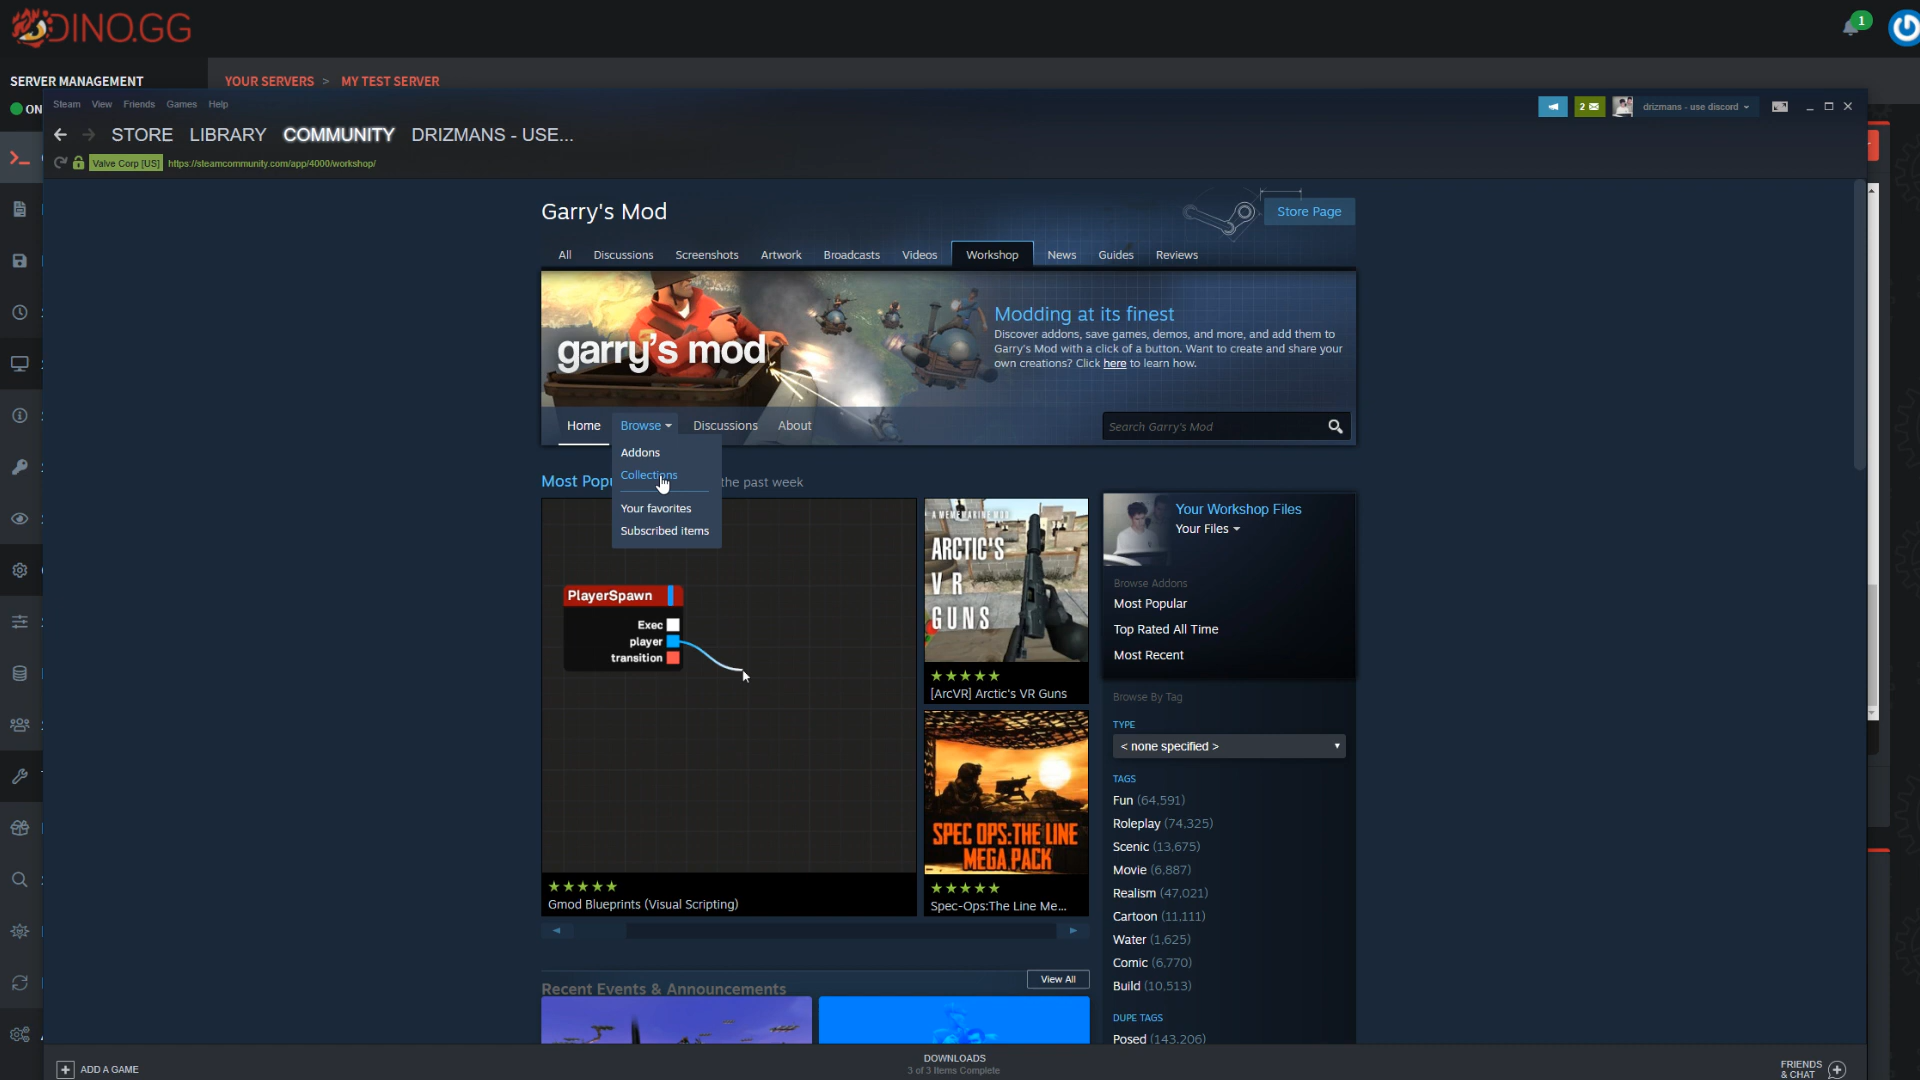 DINO.GG
1
SERVER MANAGEMENT
YOUR SERVERS > MY TEST SERVER
ON
Steam View Friends Games Help
2
drizmans - use discord
STORE LIBRARY COMMUNITY DRIZMANS - USE...
Valve Corp [US] https://steamcommunity.com/app/4000/workshop/
Garry's Mod
Store Page
All Discussions Screenshots Artwork Broadcasts Videos Workshop News Guides Reviews
garry's mod
Modding at its finest
Discover addons, save games, demos, and more, and add them to
Garry's Mod with a click of a button. Want to create and share your
own creations? Click here to learn how.
Home Browse Discussions About
Search Garry's Mod
Addons
Collections
Your favorites
Subscribed items
Most Pop
the past week
PlayerSpawn
Exec
player
transition
★★★★★
Gmod Blueprints (Visual Scripting)
A MEMEMARINE MOD
ARCTIC'S
VR
GUNS
★★★★★
[ArcVR] Arctic's VR Guns
SPEC OPS:THE LINE
MEGA PACK
★★★★★
Spec-Ops:The Line Me...
Your Workshop Files
Your Files
Browse Addons
Most Popular
Top Rated All Time
Most Recent
Browse By Tag
TYPE
< none specified >
TAGS
Fun (64,591)
Roleplay (74,325)
Scenic (13,675)
Movie (6,887)
Realism (47,021)
Cartoon (11,111)
Water (1,625)
Comic (6,770)
Build (10,513)
DUPE TAGS
Posed (143,206)
View All
Recent Events & Announcements
ADD A GAME
DOWNLOADS
3 of 3 Items Complete
FRIENDS
& CHAT